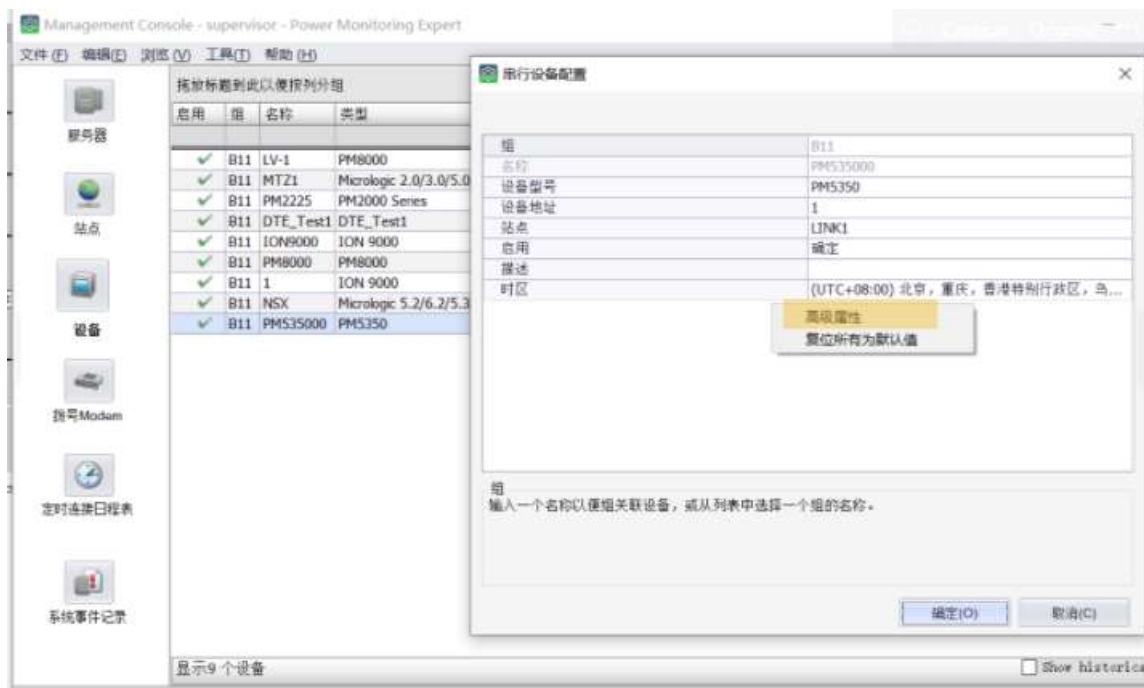 Management Console - supervisor - Power Monitoring Expert
文件(F) 编辑(E) 浏览(V) 工具(T) 帮助(H)
服务器
站点
设备
拨号Modem
定时连接日程表
系统事件记录
拖放标题到此以便按列分组
启用 组 名称 类型
B11 LV-1 PM8000
B11 MTZ1 Micrologic 2.0/3.0/5.0
B11 PM2225 PM2000 Series
B11 DTE_Test1 DTE_Test1
B11 ION9000 ION 9000
B11 PM8000 PM8000
B11 1 ION 9000
B11 NSX Micrologic 5.2/6.2/5.3
B11 PM535000 PM5350
显示9 个设备
Show historica
串行设备配置
组 B11
名称 PM535000
设备型号 PM5350
设备地址 1
站点 LINK1
启用 确定
描述
时区 (UTC+08:00) 北京，重庆，香港特别行政区，乌...
高级属性
复位所有为默认值
组
输入一个名称以便组关联设备，或从列表中选择一个组的名称。
确定(O) 取消(C)